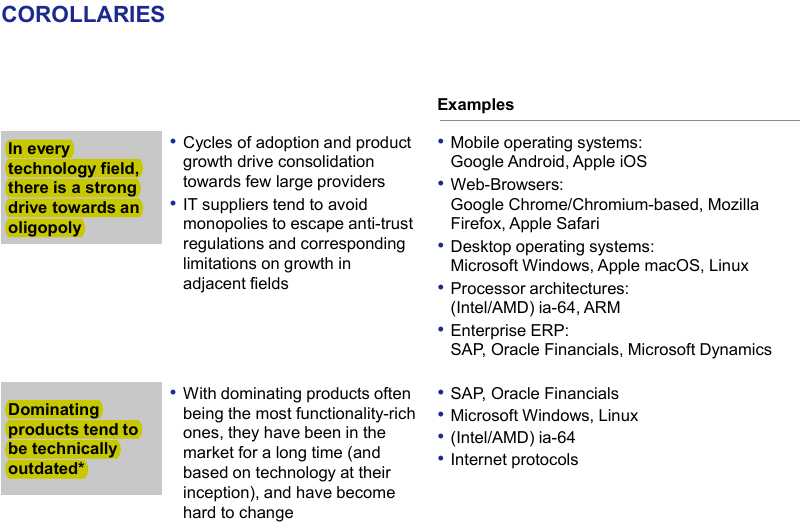 COROLLARIES
Examples
In every
technology field,
there is a strong
drive towards an
oligopoly
• Cycles of adoption and product
growth drive consolidation
towards few large providers
• IT suppliers tend to avoid
monopolies to escape anti-trust
regulations and corresponding
limitations on growth in
adjacent fields
• Mobile operating systems:
Google Android, Apple iOS
• Web-Browsers:
Google Chrome/Chromium-based, Mozilla
Firefox, Apple Safari
• Desktop operating systems:
Microsoft Windows, Apple macOS, Linux
• Processor architectures:
(Intel/AMD) ia-64, ARM
• Enterprise ERP:
SAP, Oracle Financials, Microsoft Dynamics
Dominating
products tend to
be technically
outdated*
• With dominating products often
being the most functionality-rich
ones, they have been in the
market for a long time (and
based on technology at their
inception), and have become
hard to change
• SAP, Oracle Financials
• Microsoft Windows, Linux
• (Intel/AMD) ia-64
• Internet protocols